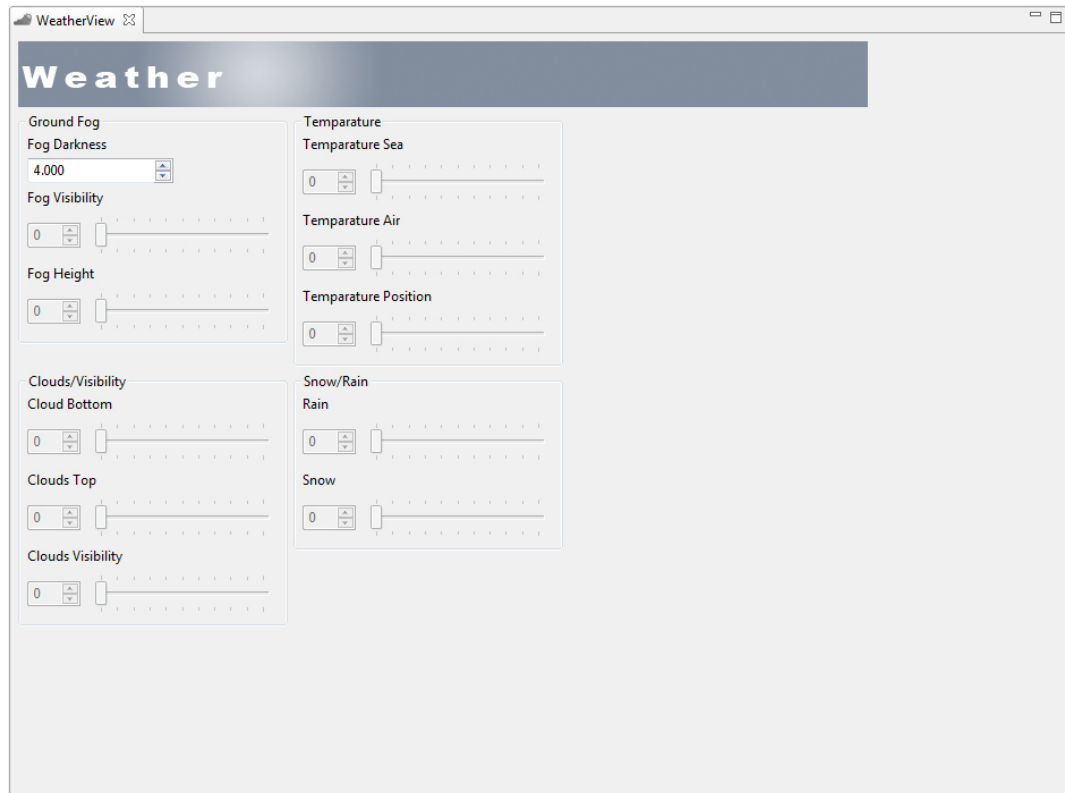 WeatherView
Weather
Ground Fog
Fog Darkness
4.000
Fog Visibility
0
Fog Height
0
Temparature
Temparature Sea
0
Temparature Air
0
Temparature Position
0
Clouds/Visibility
Cloud Bottom
0
Clouds Top
0
Clouds Visibility
0
Snow/Rain
Rain
0
Snow
0